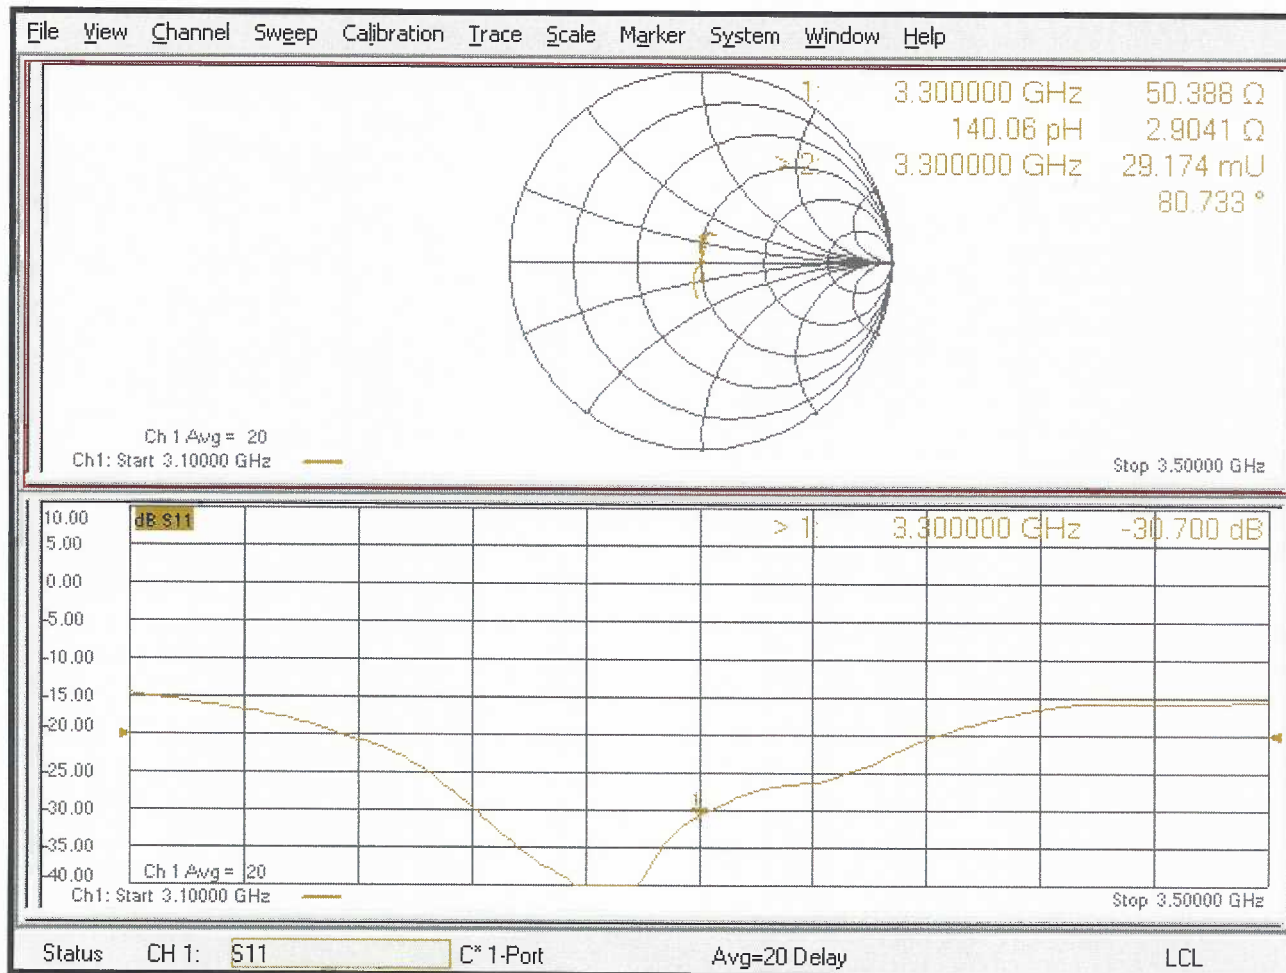 File View Channel Sweep Calibration Trace Scale Marker System Window Help
1: 3.300000 GHz 50.388 Ω
140.06 pH 2.9041 Ω
> 2: 3.300000 GHz 29.174 mU
80.733 °
Ch 1 Avg = 20
Ch1: Start 3.10000 GHz
Stop 3.50000 GHz
10.00
dB S11
> 1: 3.300000 GHz -30.700 dB
5.00
0.00
-5.00
-10.00
-15.00
-20.00
-25.00
-30.00
1
-35.00
-40.00
Ch 1 Avg = 20
Ch1: Start 3.10000 GHz
Stop 3.50000 GHz
Status CH 1: S11 C* 1-Port Avg=20 Delay LCL